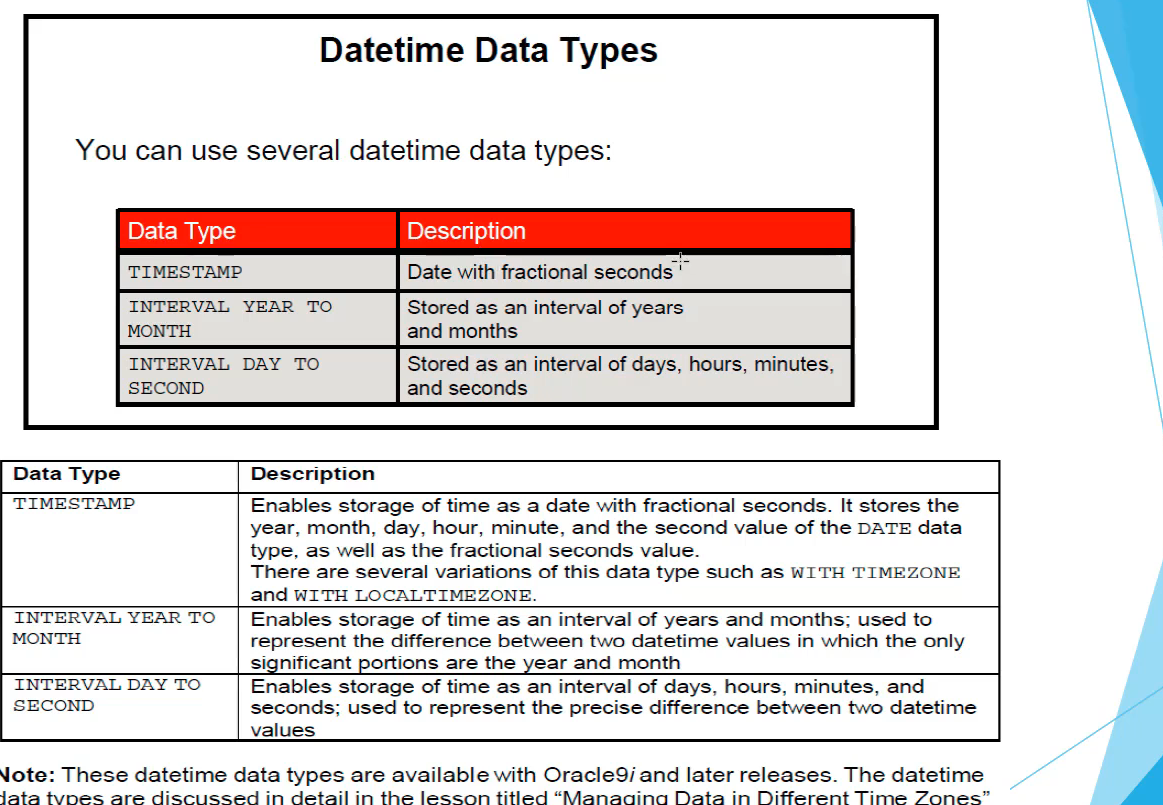 Datetime Data Types
You can use several datetime data types:
Data Type Description
TIMESTAMP Date with fractional seconds
INTERVAL YEAR TO Stored as an interval of years
MONTH and months
INTERVAL DAY TO Stored as an interval of days, hours, minutes,
SECOND and seconds
Data Type Description
TIMESTAMP Enables storage of time as a date with fractional seconds. It stores the
year, month, day, hour, minute, and the second value of the DATE data
type, as well as the fractional seconds value.
There are several variations of this data type such as WITH TIMEZONE
and WITH LOCALTIMEZONE.
INTERVAL YEAR TO Enables storage of time as an interval of years and months; used to
MONTH represent the difference between two datetime values in which the only
significant portions are the year and month
INTERVAL DAY TO Enables storage of time as an interval of days, hours, minutes, and
SECOND seconds; used to represent the precise difference between two datetime
values
Note: These datetime data types are available with Oracle9i and later releases. The datetime
data types are discussed in detail in the lesson titled “Managing Data in Different Time Zones”